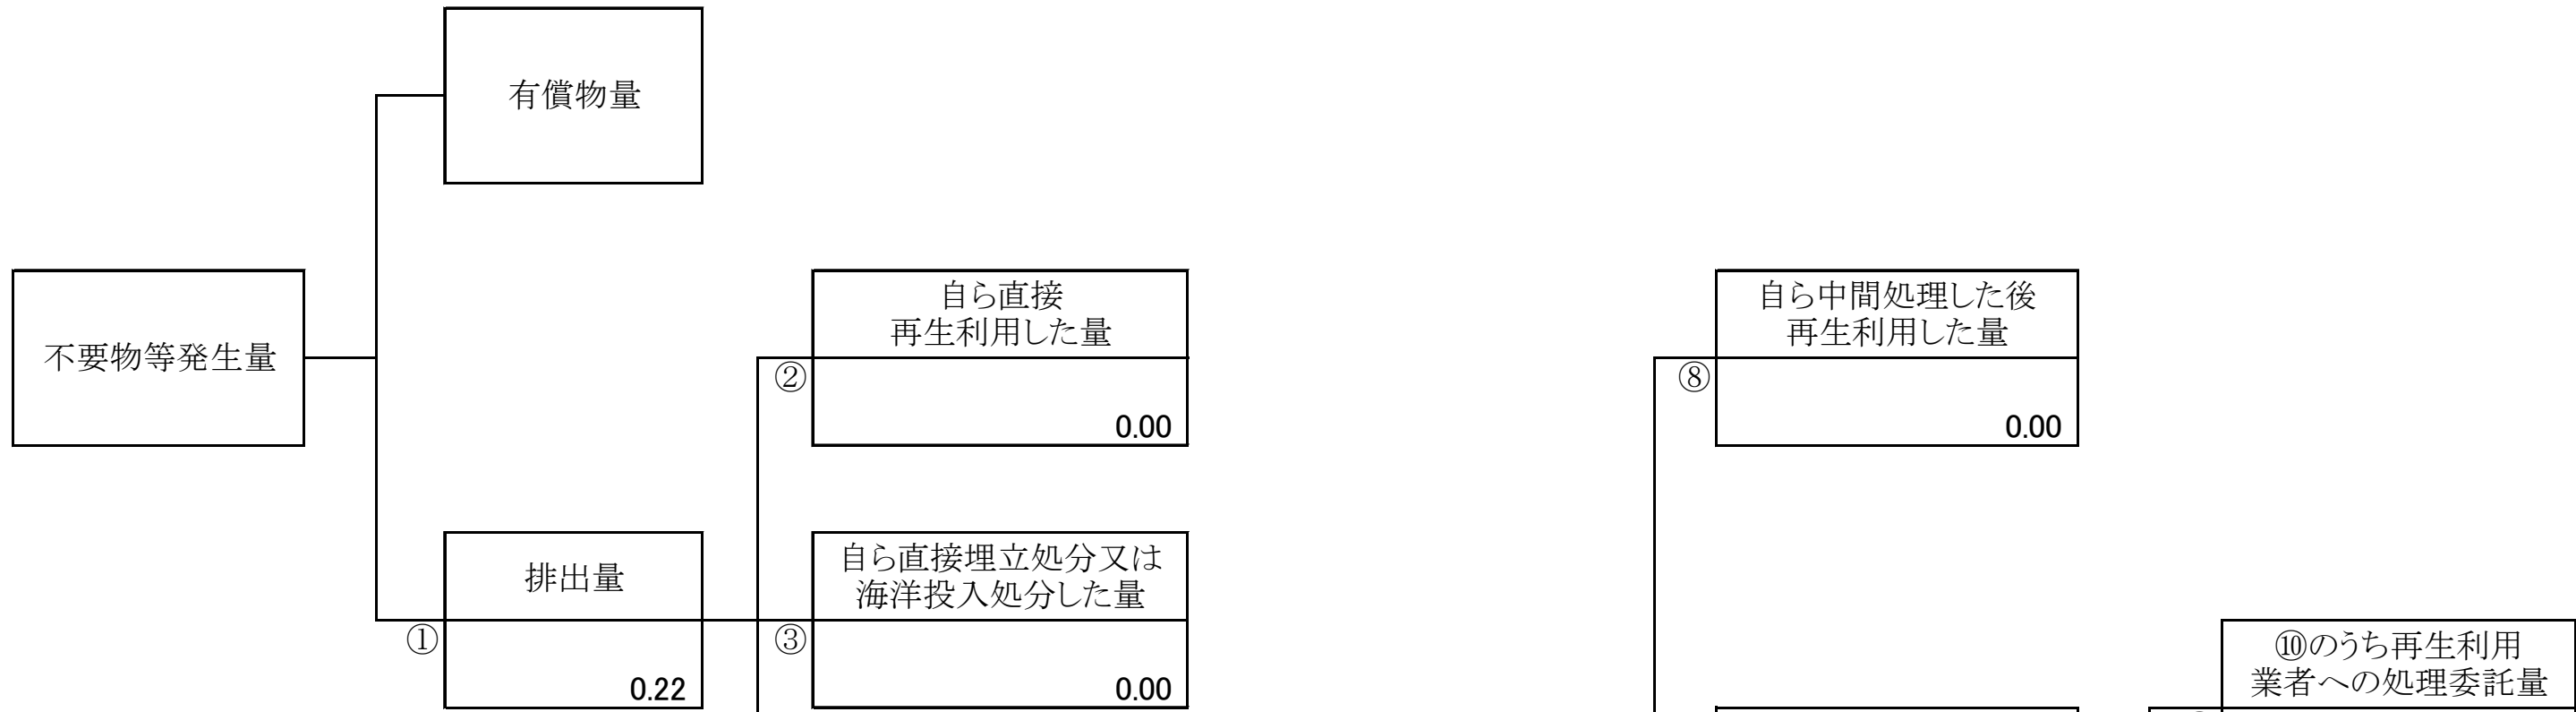 有償物量
不要物等発生量
自ら直接
再生利用した量
②
0.00
自ら中間処理した後
再生利用した量
⑧
0.00
排出量
①
0.22
自ら直接埋立処分又は
海洋投入処分した量
③
0.00
⑩のうち再生利用
業者への処理委託量